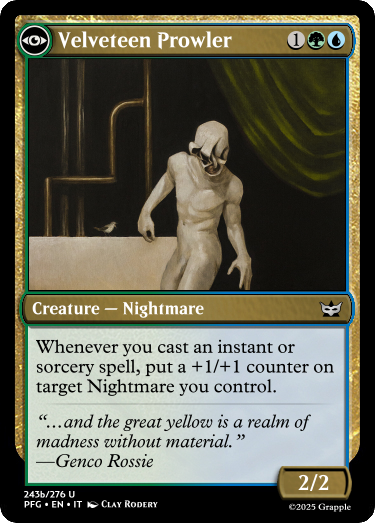 Velveteen Prowler 1
Creature — Nightmare
Whenever you cast an instant or
sorcery spell, put a +1/+1 counter on
target Nightmare you control.
“…and the great yellow is a realm of
madness without material.”
—Genco Rossie
2/2
243b/276 U
PFG • EN • IT Clay Rodery
©2025 Grapple